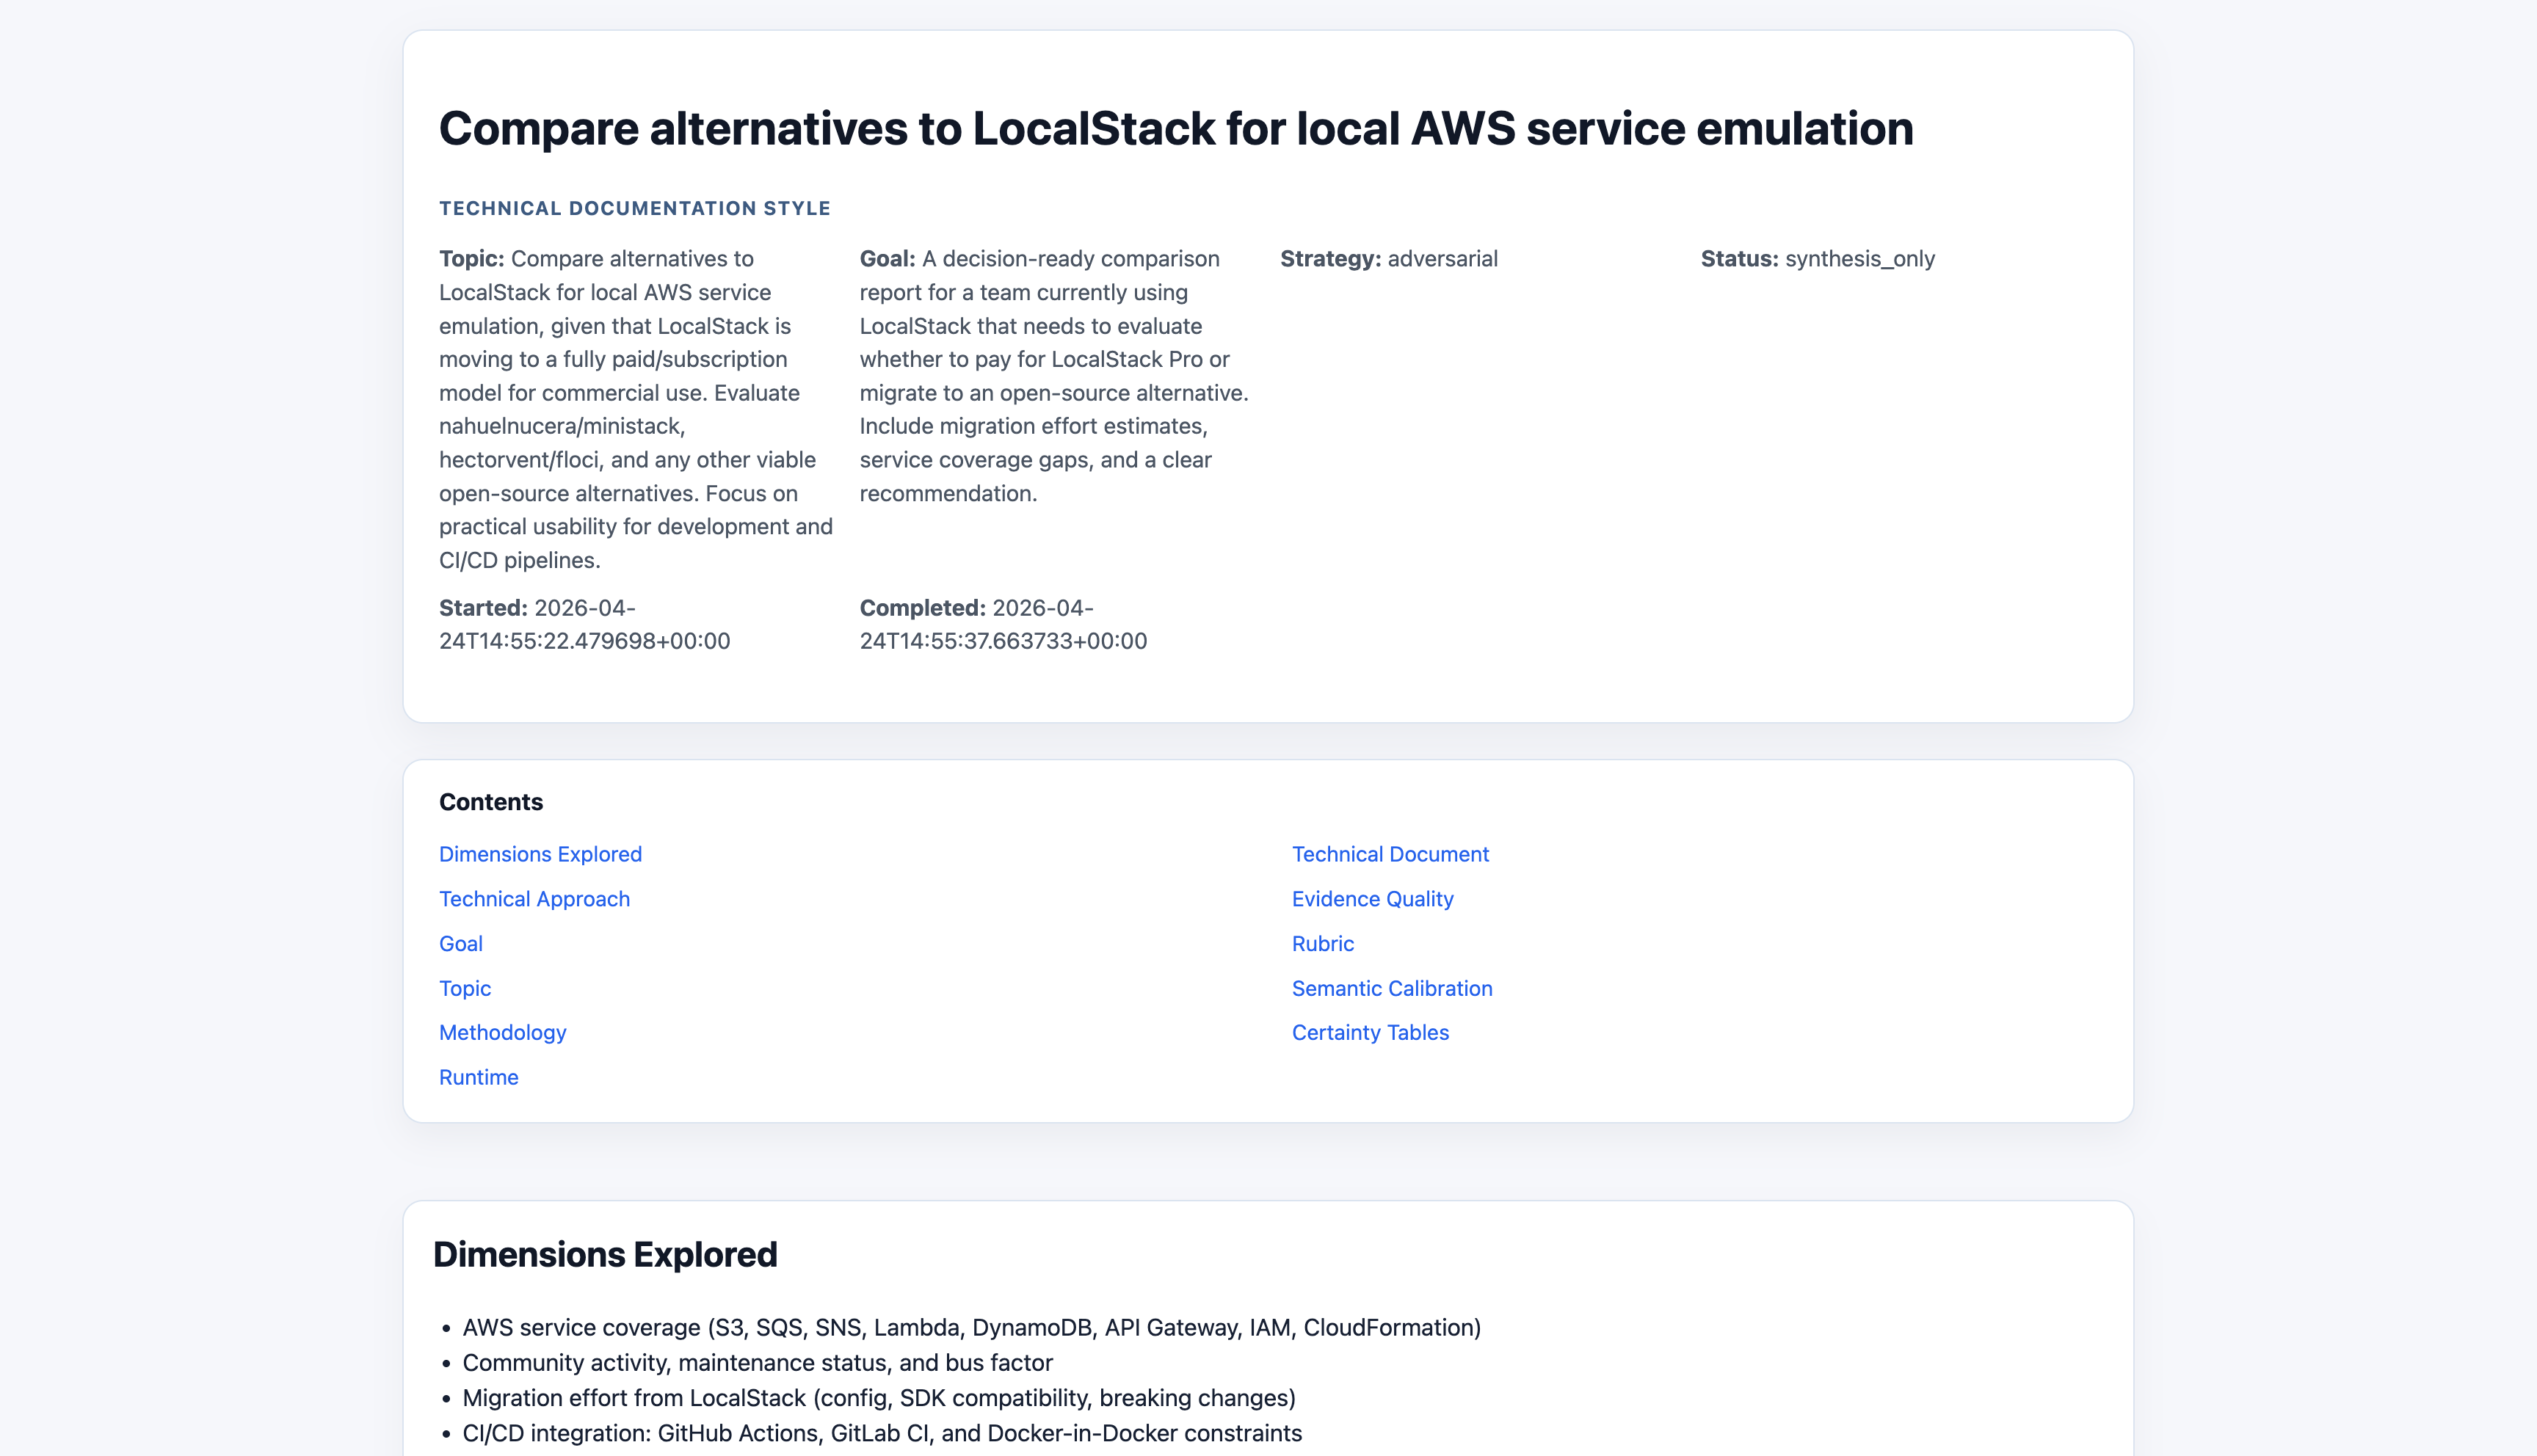 Compare alternatives to LocalStack for local AWS service emulation
TECHNICAL DOCUMENTATION STYLE
Topic: Compare alternatives to
LocalStack for local AWS service
emulation, given that LocalStack is
moving to a fully paid/subscription
model for commercial use. Evaluate
nahuelnucera/ministack,
hectorvent/floci, and any other viable
open-source alternatives. Focus on
practical usability for development and
CI/CD pipelines.
Goal: A decision-ready comparison
report for a team currently using
LocalStack that needs to evaluate
whether to pay for LocalStack Pro or
migrate to an open-source alternative.
Include migration effort estimates,
service coverage gaps, and a clear
recommendation.
Strategy: adversarial
Status: synthesis_only
Started: 2026-04-
24T14:55:22.479698+00:00
Completed: 2026-04-
24T14:55:37.663733+00:00
Contents
Dimensions Explored
Technical Approach
Goal
Topic
Methodology
Runtime
Technical Document
Evidence Quality
Rubric
Semantic Calibration
Certainty Tables
Dimensions Explored
• AWS service coverage (S3, SQS, SNS, Lambda, DynamoDB, API Gateway, IAM, CloudFormation)
• Community activity, maintenance status, and bus factor
• Migration effort from LocalStack (config, SDK compatibility, breaking changes)
• CI/CD integration: GitHub Actions, GitLab CI, and Docker-in-Docker constraints